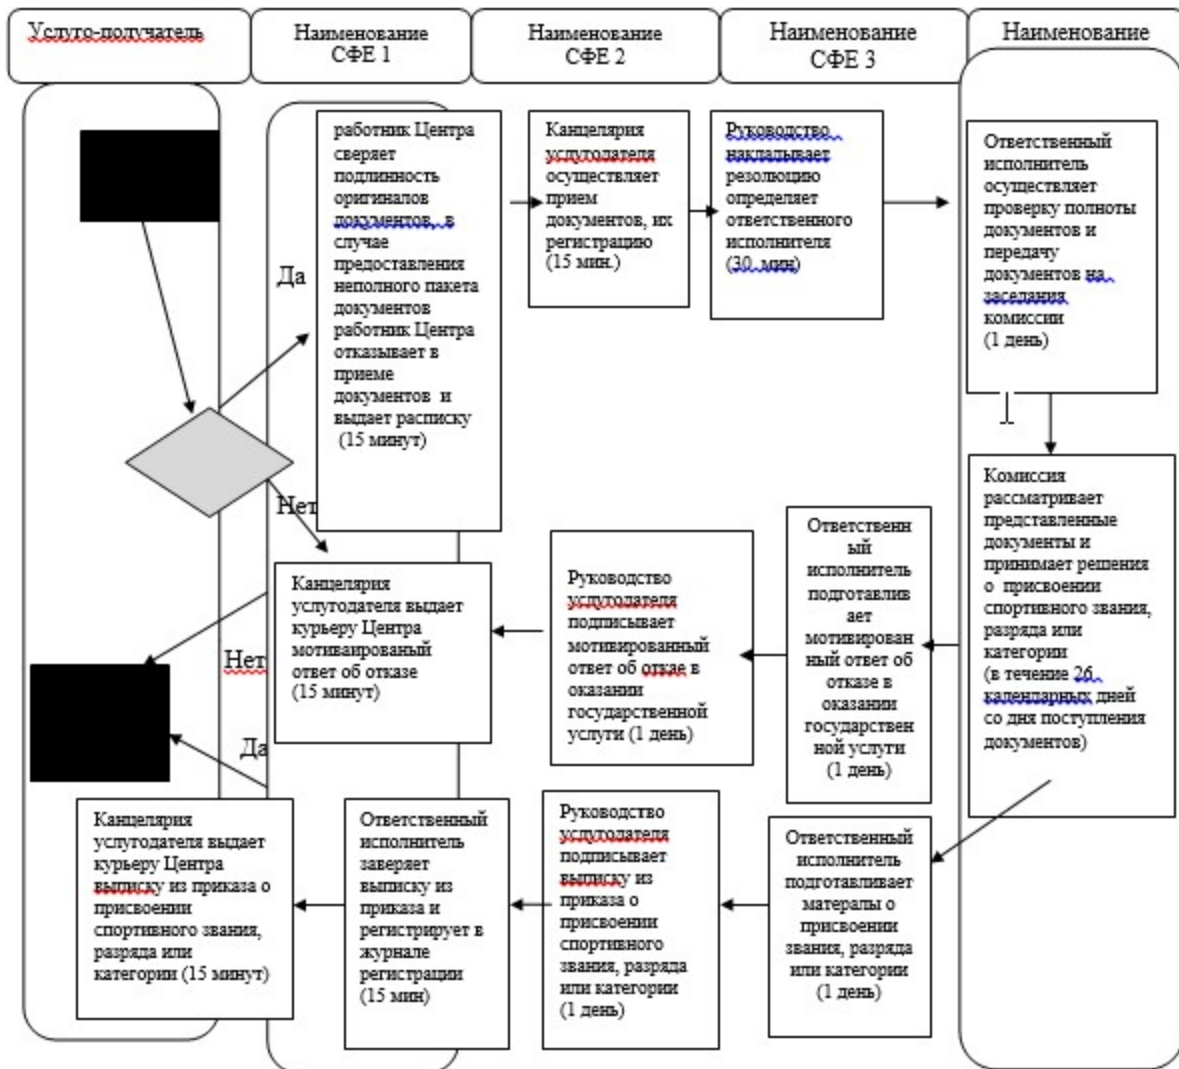 Услуго-получатель
Наименование
СФЕ 1
Наименование
СФЕ 2
Наименование
СФЕ 3
Наименование
работник Центра
сверяет
подлинность
оригиналов
документов, в
случае
предоставления
неполного пакета
документов
работник Центра
отказывает в
приеме
документов и
выдает расписку
(15 минут)
Канцелярия
услугодателя
осуществляет
прием
документов, их
регистрацию
(15 мин.)
Руководство
накладывает
резолюцию
определяет
ответственного
исполнителя
(30 мин)
Ответственный
исполнитель
осуществляет
проверку полноты
документов и
передачу
документов на
заседания
комиссии
(1 день)
Да
Нет
Канцелярия
услугодателя выдает
курьеру Центра
мотиваированый
ответ об отказе
(15 минут)
Руководство
услугодателя
подписывает
мотивированный
ответ об откае в
оказании
государственной
услуги (1 день)
Ответственн
ый
исполнитель
подготавлив
ает
мотивирован
ный ответ об
отказе в
оказании
государствен
ной услуги
(1 день)
Комиссия
рассматривает
представленные
документы и
принимает решения
о присвоении
спортивного звания,
разряда или
категории
(в течение 26
календарных дней
со дня поступления
документов)
Нет
Да
Канцелярия
услугодателя выдает
курьеру Центра
выписку из приказа о
присвоении
спортивного звания,
разряда или
категории (15 минут)
Ответственный
исполнитель
заверяет
выписку из
приказа и
регистрирует в
журнале
регистрации
(15 мин)
Руководство
услугодателя
подписывает
выписку из
приказа о
присвоении
спортивного
звания, разряда
или категории
(1 день)
Ответственный
исполнитель
подготавливает
матералы о
присвоении
звания, разряда
или категории
(1 день)